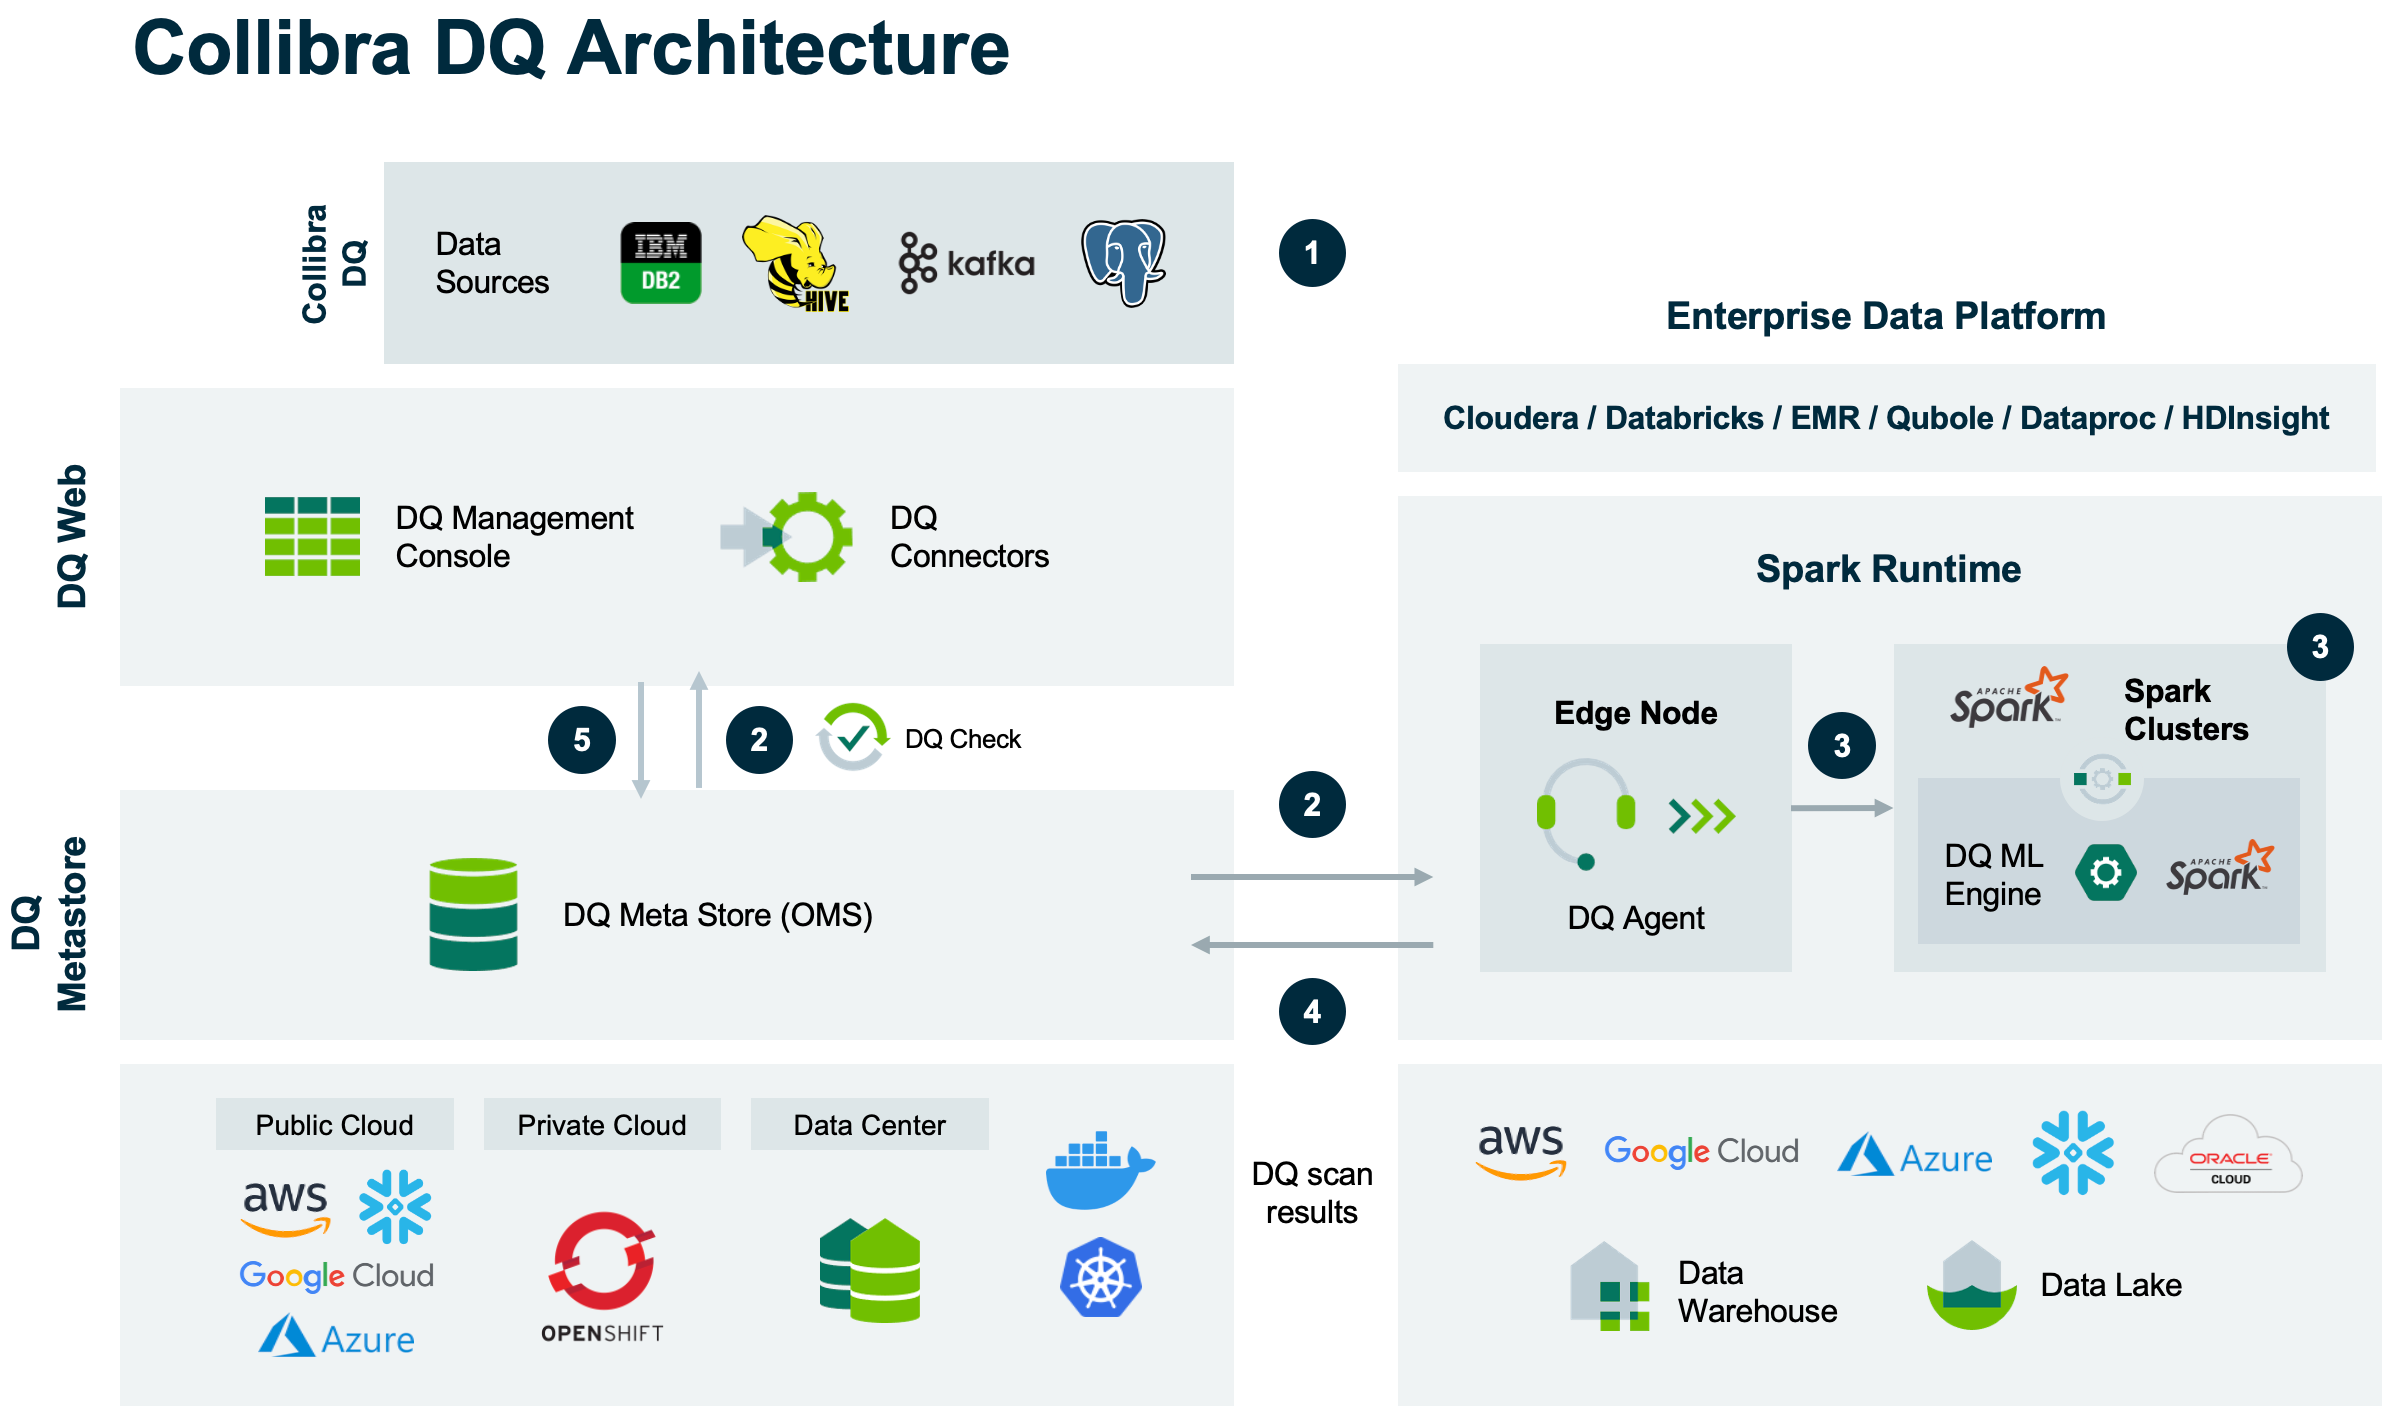 Collibra DQ Architecture
Collibra
DQ
Data
Sources
IBM
DB2
HIVE
kafka
1
Enterprise Data Platform
Cloudera / Databricks / EMR / Qubole / Dataproc / HDInsight
DQ Web
DQ Management
Console
DQ
Connectors
Spark Runtime
5
2
DQ Check
Edge Node
DQ Agent
3
3
APACHE
Spark
Spark
Clusters
DQ ML
Engine
APACHE
Spark
DQ
Metastore
DQ Meta Store (OMS)
2
4
DQ scan
results
Public Cloud
Private Cloud
Data Center
aws
Google Cloud
Azure
OPENSHIFT
aws
Google Cloud
Azure
ORACLE
CLOUD
Data
Warehouse
Data Lake